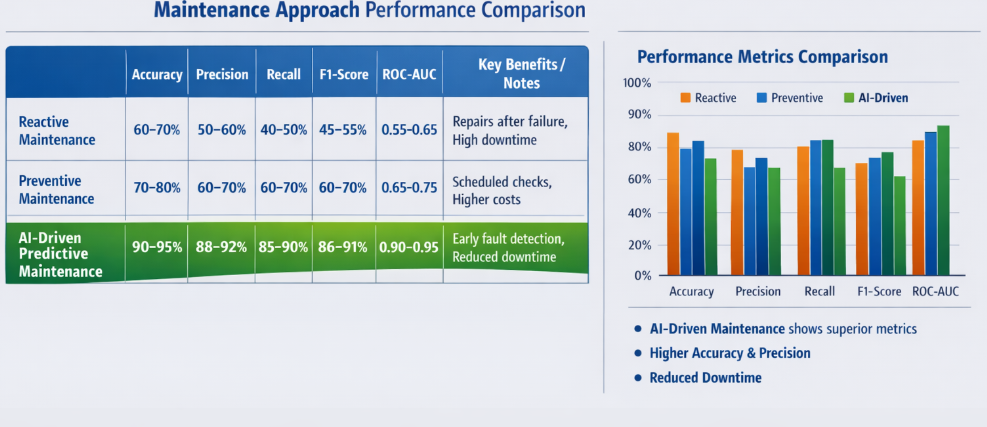 Maintenance Approach Performance Comparison
Accuracy Precision Recall F1-Score ROC-AUC Key Benefits /
Notes
Reactive
Maintenance
60–70% 50–60% 40–50% 45–55% 0.55-0.65
Repairs after failure,
High downtime
Preventive
Maintenance
70–80% 60–70% 60–70% 60–70% 0.65-0.75
Scheduled checks,
Higher costs
AI-Driven
Predictive
Maintenance
90–95% 88–92% 85–90% 86–91% 0.90-0.95
Early fault detection,
Reduced downtime
Performance Metrics Comparison
Reactive Preventive AI-Driven
100%
90%
80%
60%
40%
20%
0%
Accuracy Precision Recall F1-Score ROC-AUC
• AI-Driven Maintenance shows superior metrics
• Higher Accuracy & Precision
• Reduced Downtime